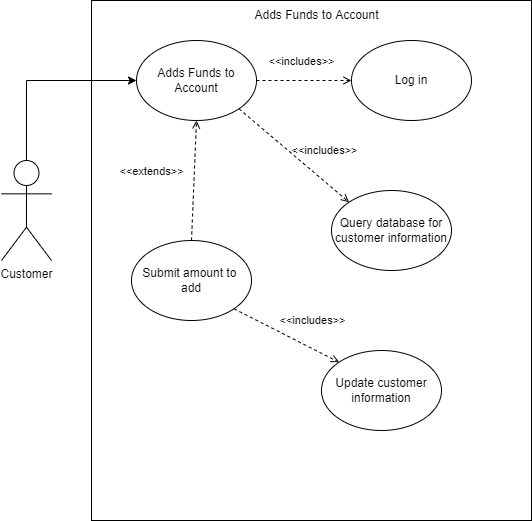 Adds Funds to Account
<<includes>>
Adds Funds to
Account
Log in
<<includes>>
<<extends>>
Query database for
customer information
Customer
Submit amount to
add
<<includes>>
Update customer
information